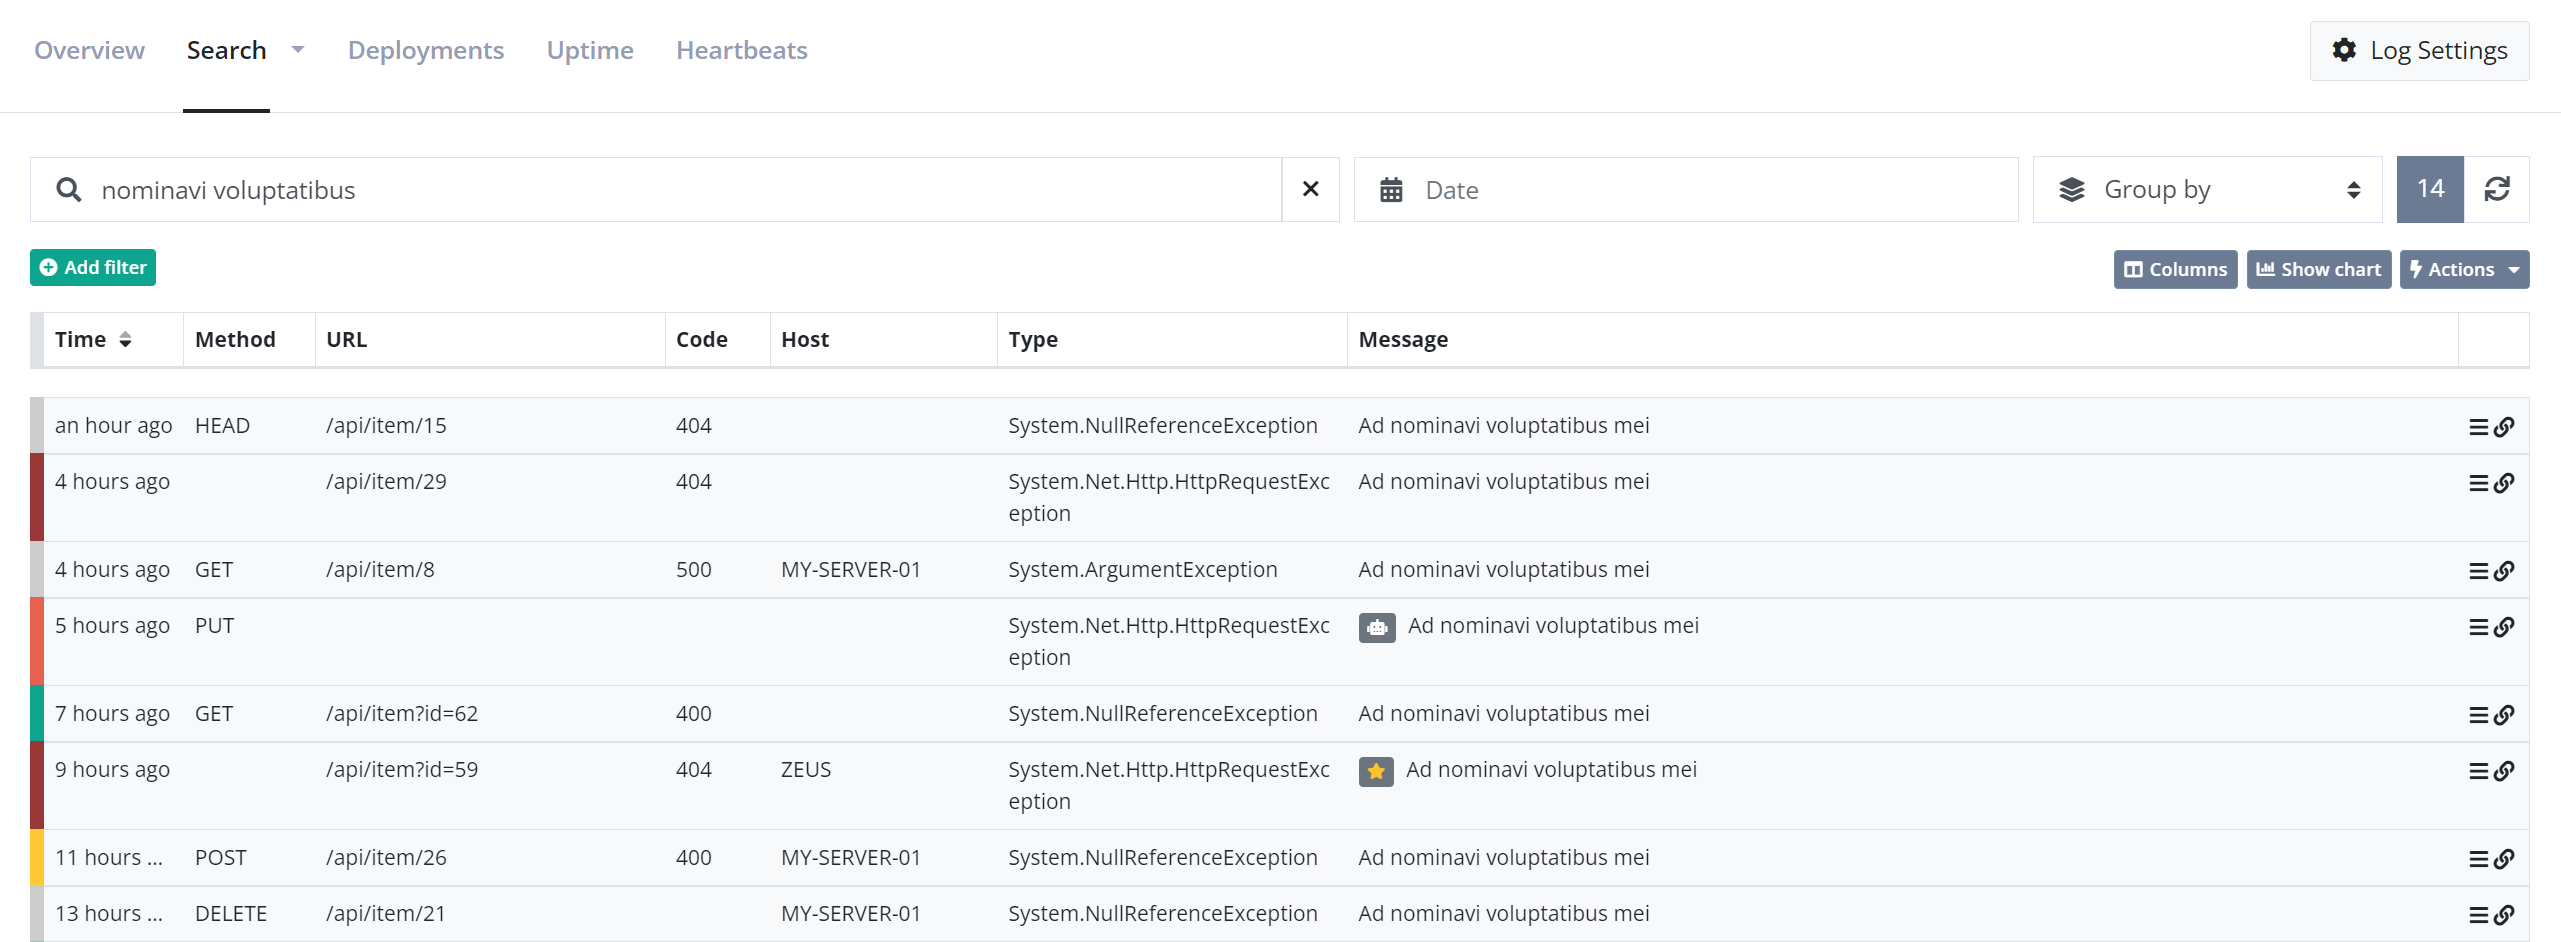 Overview Search Deployments Uptime Heartbeats Log Settings
nominavi voluptatibus Date Group by 14
Add filter Columns Show chart Actions
Time Method URL Code Host Type Message
an hour ago HEAD /api/item/15 404 System.NullReferenceException Ad nominavi voluptatibus mei
4 hours ago /api/item/29 404 System.Net.Http.HttpRequestExc Ad nominavi voluptatibus mei
eption
4 hours ago GET /api/item/8 500 MY-SERVER-01 System.ArgumentException Ad nominavi voluptatibus mei
5 hours ago PUT System.Net.Http.HttpRequestExc Ad nominavi voluptatibus mei
eption
7 hours ago GET /api/item?id=62 400 System.NullReferenceException Ad nominavi voluptatibus mei
9 hours ago /api/item?id=59 404 ZEUS System.Net.Http.HttpRequestExc Ad nominavi voluptatibus mei
eption
11 hours ... POST /api/item/26 400 MY-SERVER-01 System.NullReferenceException Ad nominavi voluptatibus mei
13 hours ... DELETE /api/item/21 MY-SERVER-01 System.NullReferenceException Ad nominavi voluptatibus mei